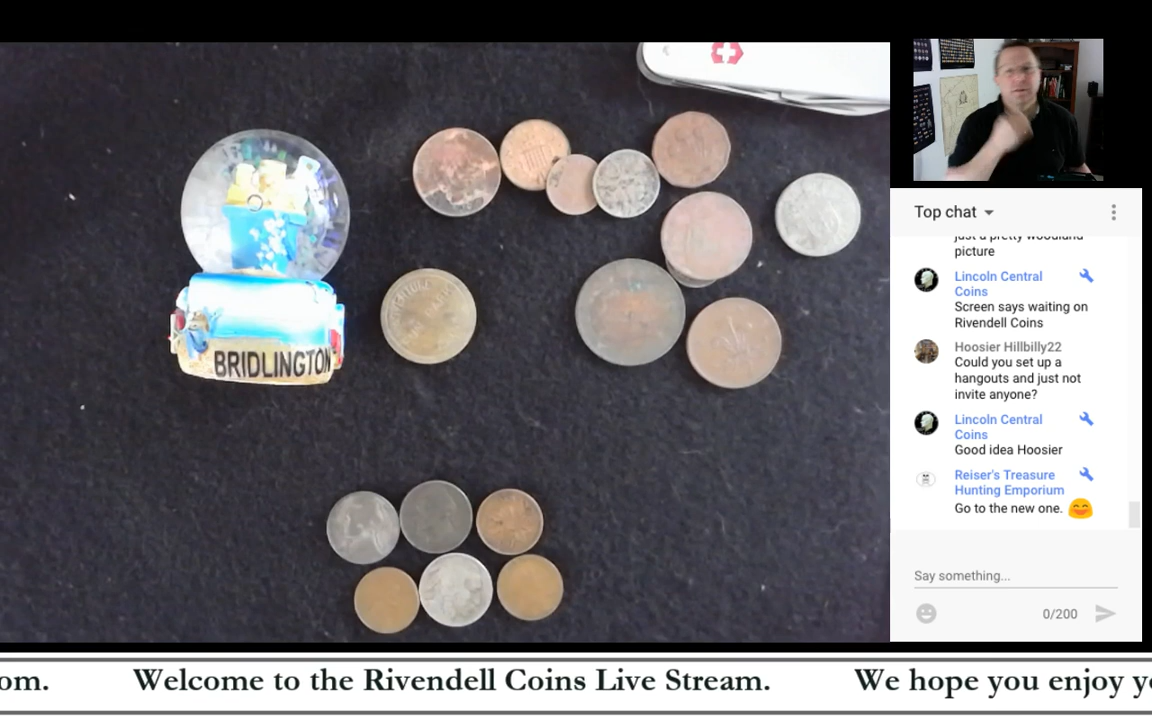 BRIDLINGTON
Top chat
just a pretty woodland
picture
Lincoln Central
Coins
Screen says waiting on
Rivendell Coins
Hoosier Hillbilly22
Could you set up a
hangouts and just not
invite anyone?
Lincoln Central
Coins
Good idea Hoosier
Reiser's Treasure
Hunting Emporium
Go to the new one.
Say something...
0/200
om. Welcome to the Rivendell Coins Live Stream. We hope you enjoy yo